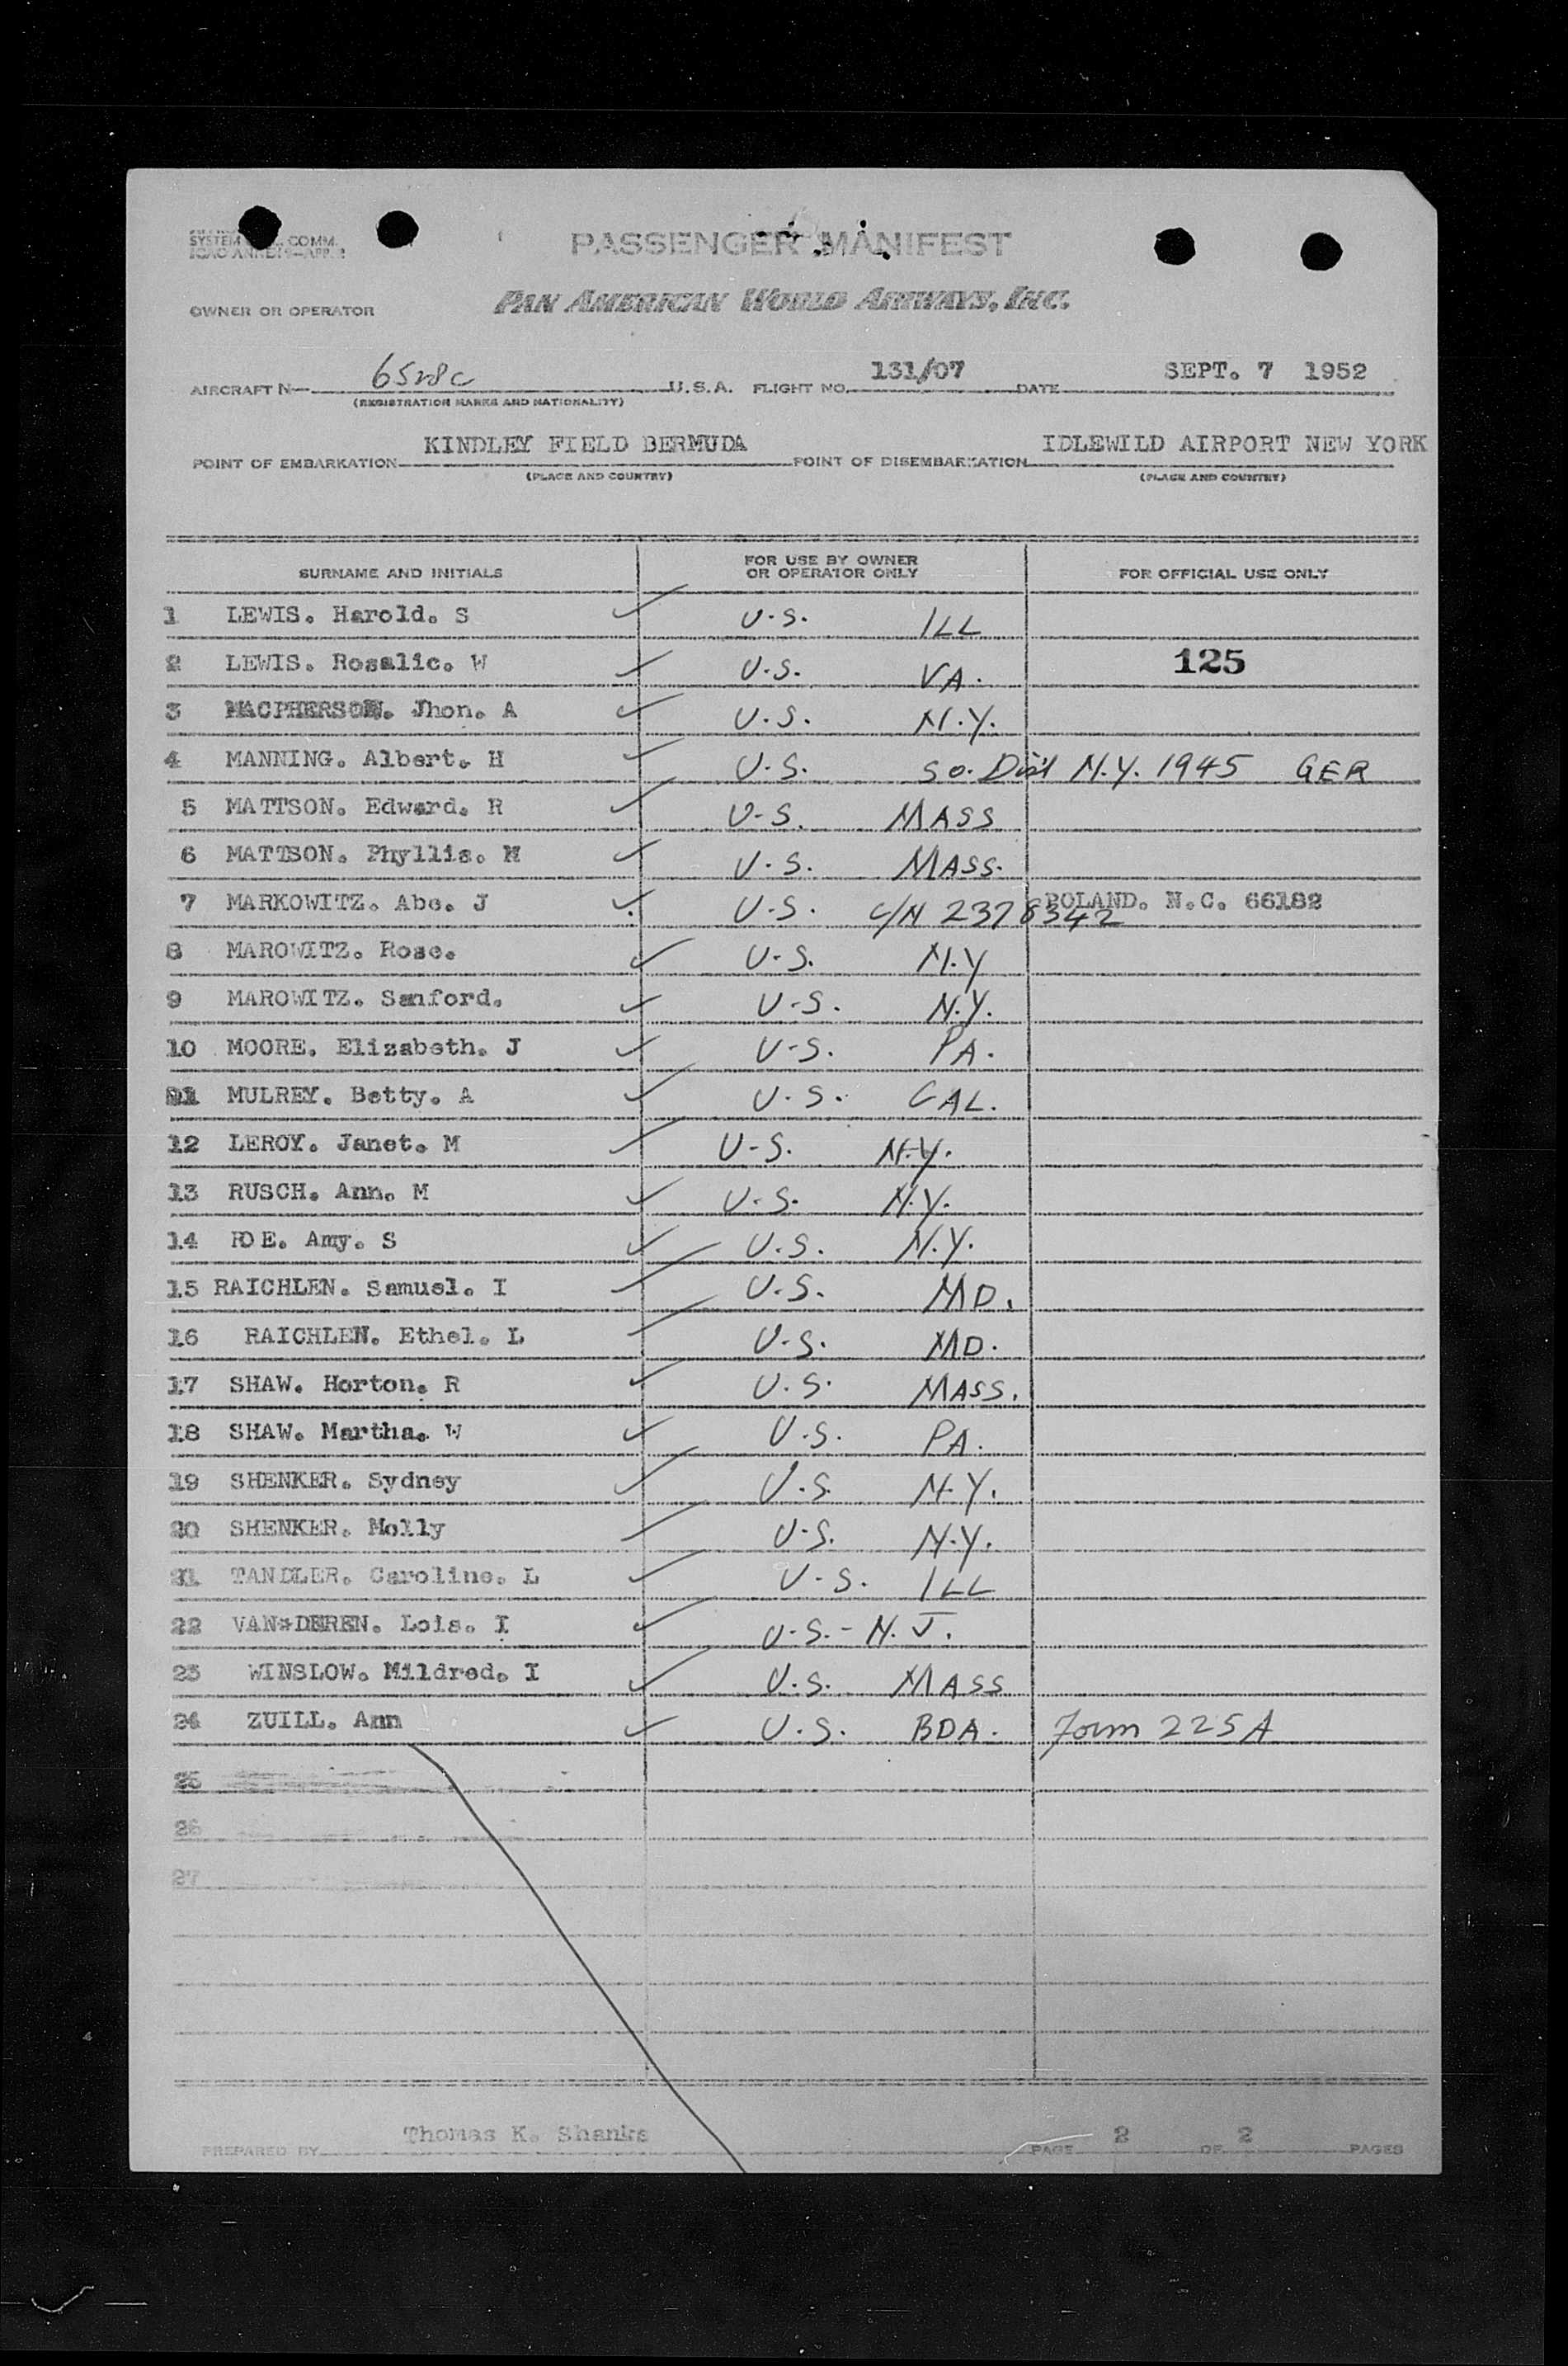 SYSTEM COMM.
PASSENGER MANIFEST
OWNER OR OPERATOR PAN AMERICAN WORLD AIRWAYS, INC.
AIRCRAFT N— 6528C U.S.A. FLIGHT NO. 131/07 DATE SEPT. 7 1952
(REGISTRATION MARKS AND NATIONALITY)
POINT OF EMBARKATION KINDLEY FIELD BERMUDA POINT OF DISEMBARKATION IDLEWILD AIRPORT NEW YORK
(PLACE AND COUNTRY) (PLACE AND COUNTRY)
SURNAME AND INITIALS FOR USE BY OWNER OR OPERATOR ONLY FOR OFFICIAL USE ONLY
1 LEWIS. Harold. S ✓ U.S. ILL
2 LEWIS. Rosalic. W ✓ U.S. VA. 125
3 MACPHERSON. Jhon. A ✓ U.S. N.Y.
4 MANNING. Albert. H ✓ U.S. SO. Dist N.Y. 1945 GER
5 MATTSON. Edward. R ✓ U.S. MASS
6 MATTSON. Phyllis. M ✓ U.S. MASS.
7 MARKOWITZ. Abe. J ✓ U.S. C/N 2378342 POLAND. N.C. 66182
8 MAROWITZ. Rose. ✓ U.S. N.Y
9 MAROWITZ. Sanford. ✓ U.S. N.Y.
10 MOORE. Elizabeth. J ✓ U.S. PA.
11 MULREY. Betty. A ✓ U.S. CAL.
12 LEROY. Janet. M ✓ U.S. N.Y.
13 RUSCH. Ann. M ✓ U.S. N.Y.
14 ROE. Amy. S ✓ U.S. N.Y.
15 RAICHLEN. Samuel. I ✓ U.S. MD.
16 RAICHLEN. Ethel. L ✓ U.S. MD.
17 SHAW. Horton. R ✓ U.S. MASS.
18 SHAW. Martha. W ✓ U.S. PA.
19 SHENKER. Sydney ✓ U.S. N.Y.
20 SHENKER. Molly ✓ U.S. N.Y.
21 TANDLER. Caroline. L ✓ U.S. ILL
22 VAN*DEREN. Lois. I ✓ U.S. - N.J.
23 WINSLOW. Mildred. I ✓ U.S. MASS
24 ZUILL. Ann ✓ U.S. BDA. Form 225A
25
26
27
PREPARED BY Thomas K. Shanks PAGE 2 OF 2 PAGES